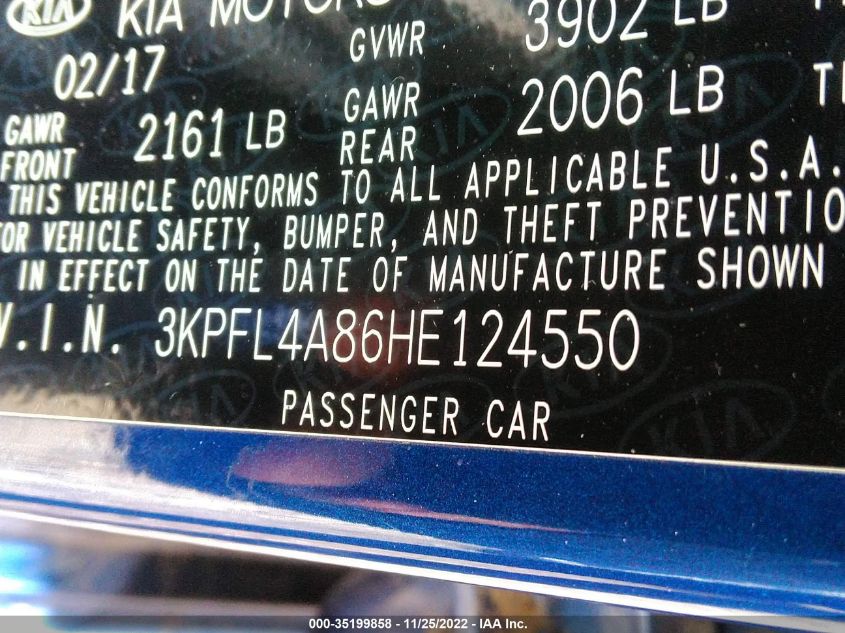 KIA KIA MOTORS
GVWR 3902 LB
02/17
GAWR FRONT 2161 LB GAWR REAR 2006 LB
THIS VEHICLE CONFORMS TO ALL APPLICABLE U.S.A.
VEHICLE SAFETY, BUMPER, AND THEFT PREVENTIO
IN EFFECT ON THE DATE OF MANUFACTURE SHOWN
V.I.N. 3KPFL4A86HE124550
PASSENGER CAR
000-35199858 - 11/25/2022 - IAA Inc.